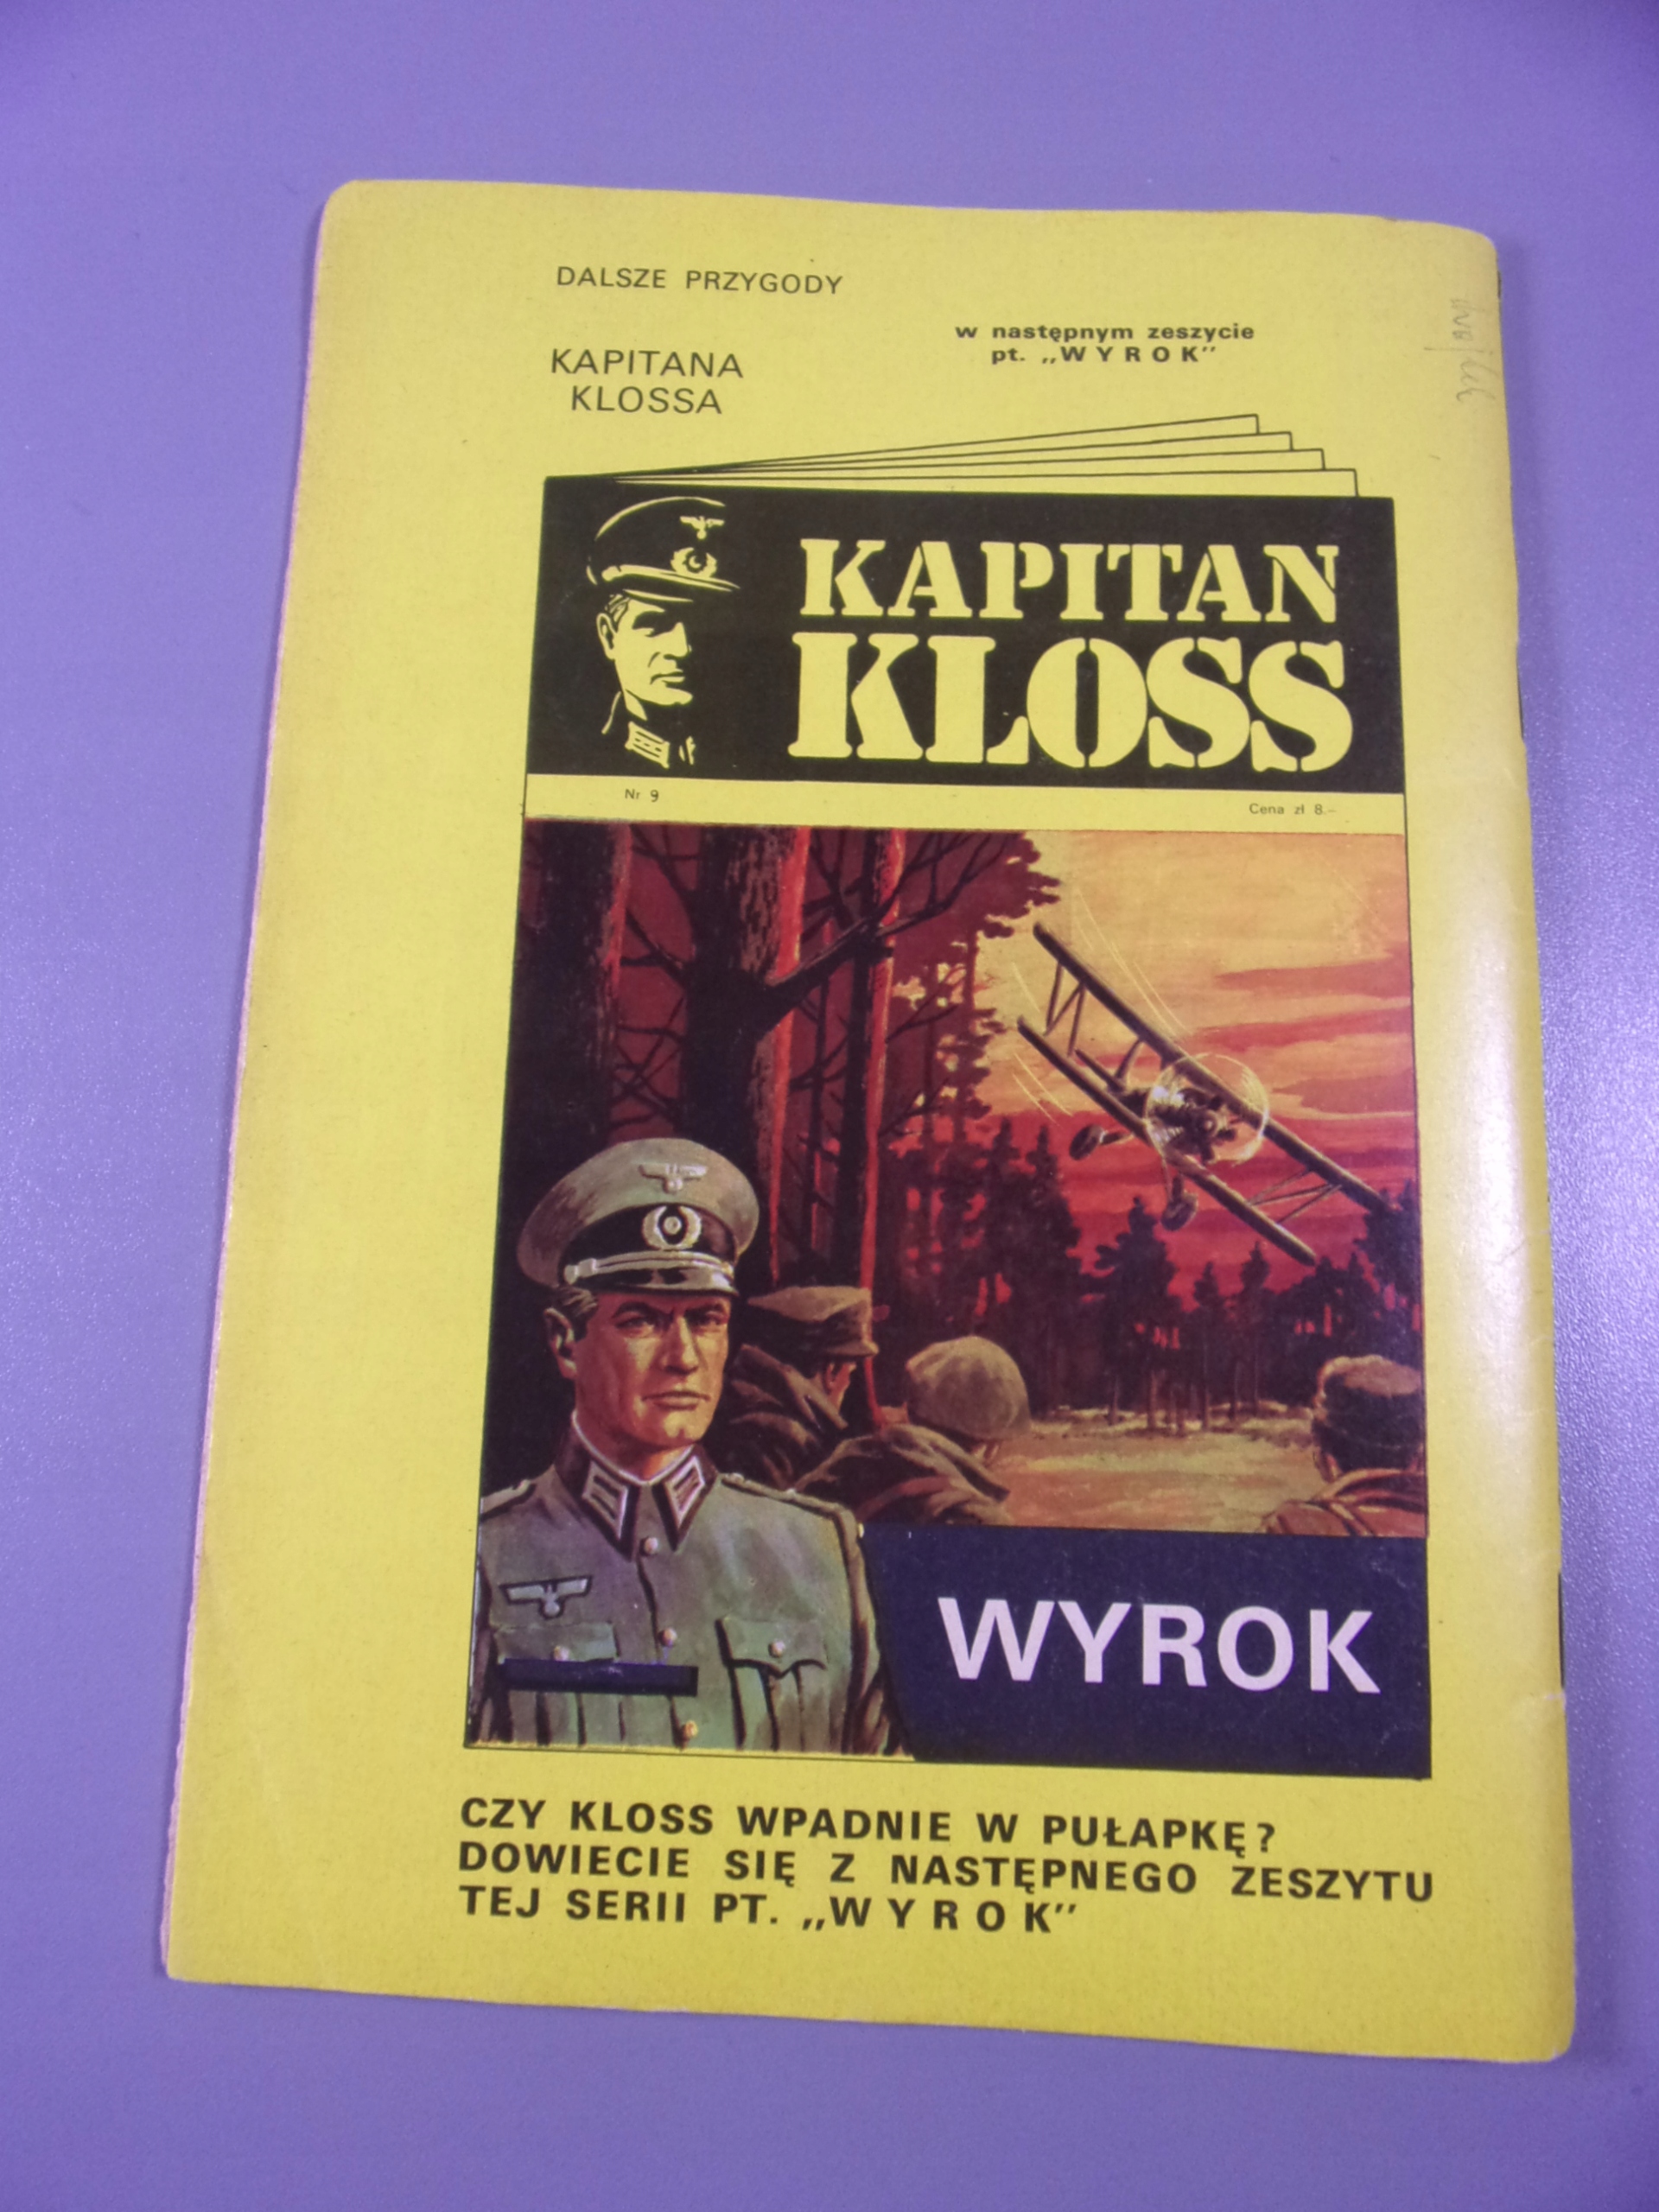 DALSZE PRZYGODY
KAPITANA
KLOSSA
w następnym zeszycie
pt. „WYROK”
KAPITAN
KLOSS
Nr 9
Cena zł 8.–
WYROK
CZY KLOSS WPADNIE W PUŁAPKĘ?
DOWIECIE SIĘ Z NASTĘPNEGO ZESZYTU
TEJ SERII PT. „WYROK”